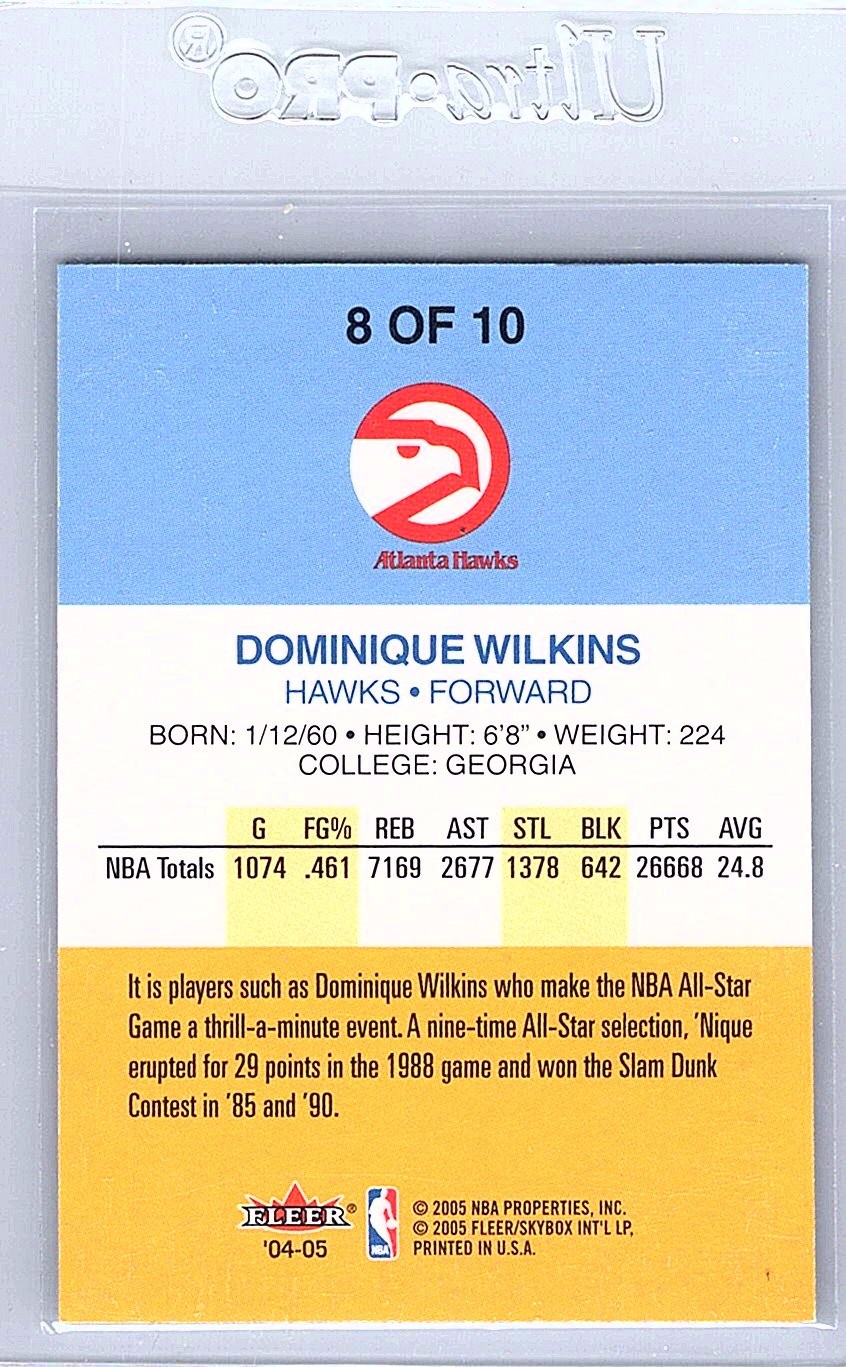 Ultra•PRO®
8 OF 10
Atlanta Hawks
DOMINIQUE WILKINS
HAWKS • FORWARD
BORN: 1/12/60 • HEIGHT: 6'8" • WEIGHT: 224
COLLEGE: GEORGIA
G FG% REB AST STL BLK PTS AVG
NBA Totals 1074 .461 7169 2677 1378 642 26668 24.8
It is players such as Dominique Wilkins who make the NBA All-Star
Game a thrill-a-minute event. A nine-time All-Star selection, 'Nique
erupted for 29 points in the 1988 game and won the Slam Dunk
Contest in '85 and '90.
FLEER®
'04-05
NBA
© 2005 NBA PROPERTIES, INC.
© 2005 FLEER/SKYBOX INT'L LP,
PRINTED IN U.S.A.